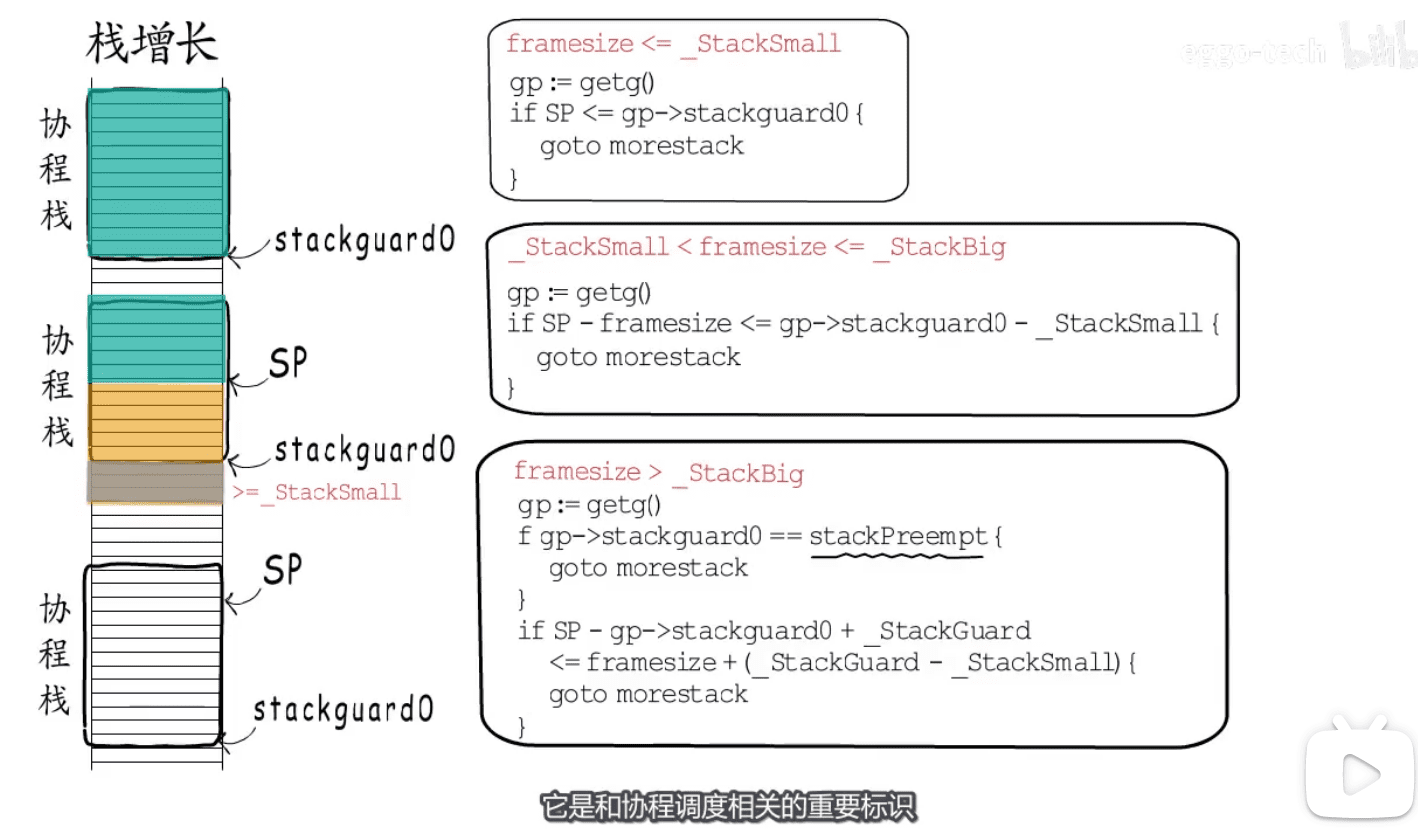 栈增长
eggo-tech bilibili
协程栈
stackguard0
协程栈
SP
stackguard0
>=_StackSmall
协程栈
SP
stackguard0
framesize <= _StackSmall
gp := getg()
if SP <= gp->stackguard0 {
goto morestack
}
_StackSmall < framesize <= _StackBig
gp := getg()
if SP - framesize <= gp->stackguard0 - _StackSmall {
goto morestack
}
framesize > _StackBig
gp := getg()
f gp->stackguard0 == stackPreempt {
goto morestack
}
if SP - gp->stackguard0 + _StackGuard
<= framesize + (_StackGuard - _StackSmall) {
goto morestack
}
它是和协程调度相关的重要标识